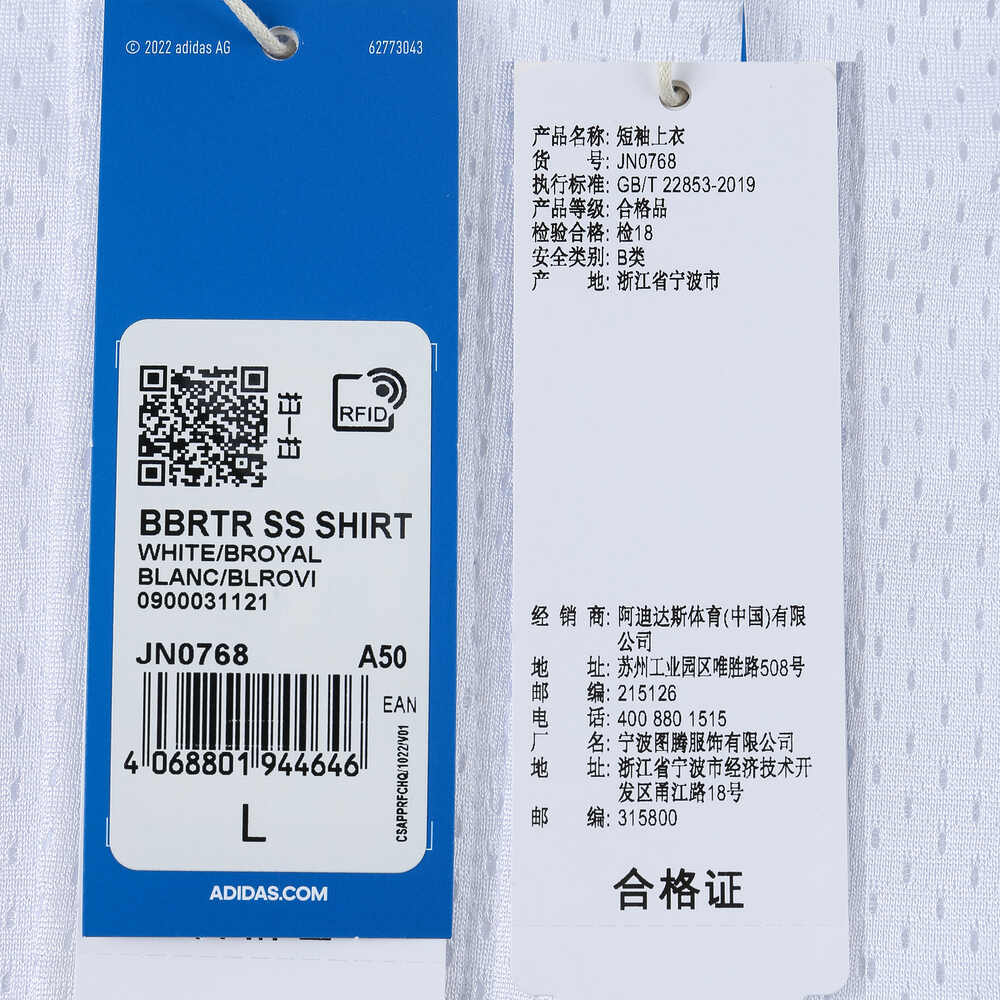 © 2022 adidas AG
62773043
扫一扫
RFID
BBRTR SS SHIRT
WHITE/BROYAL
BLANC/BLROVI
0900031121
JN0768
A50
EAN
4 068801 944646
L
CSAPPRFCHQ/1022/V01
ADIDAS.COM
产品名称: 短袖上衣
货 号: JN0768
执行标准: GB/T 22853-2019
产品等级: 合格品
检验合格: 检18
安全类别: B类
产 地: 浙江省宁波市
经 销 商: 阿迪达斯体育(中国)有限
公司
地 址: 苏州工业园区唯胜路508号
邮 编: 215126
电 话: 400 880 1515
厂 名: 宁波图腾服饰有限公司
地 址: 浙江省宁波市经济技术开
发区甬江路18号
邮 编: 315800
合格证